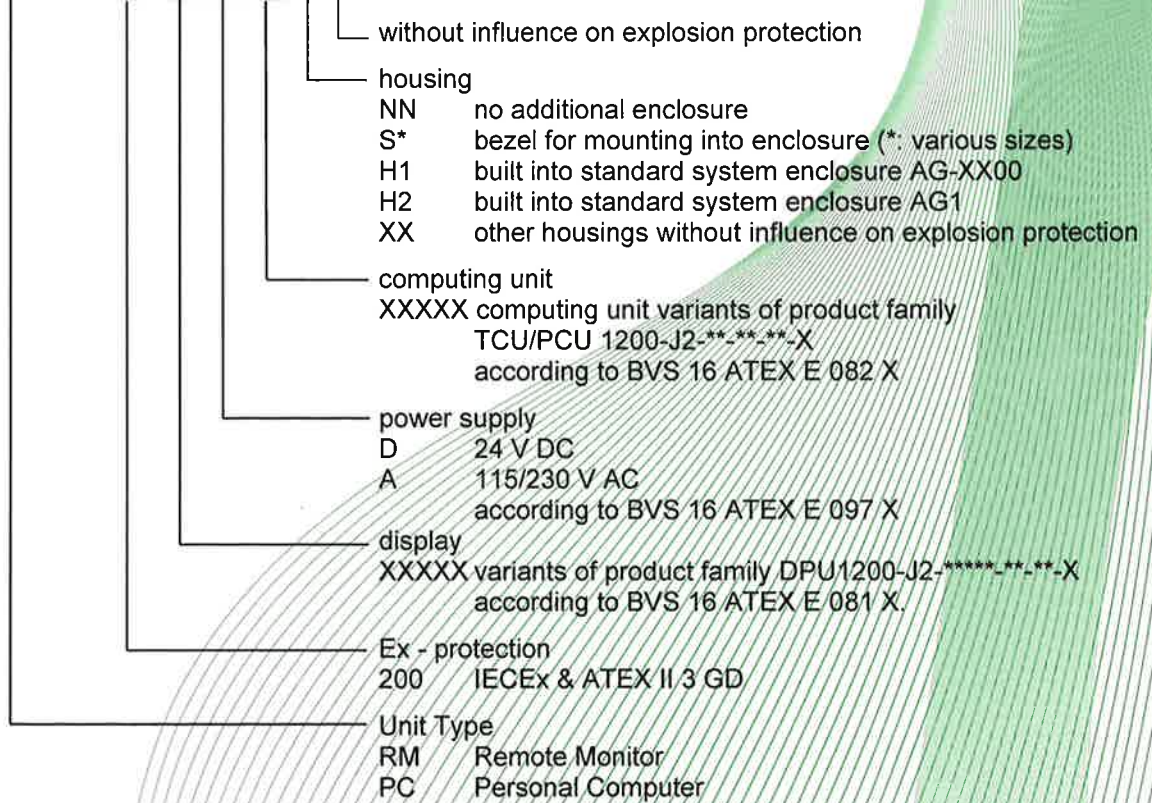 without influence on explosion protection
housing
NN no additional enclosure
S* bezel for mounting into enclosure (*: various sizes)
H1 built into standard system enclosure AG-XX00
H2 built into standard system enclosure AG1
XX other housings without influence on explosion protection
computing unit
XXXXX computing unit variants of product family
TCU/PCU 1200-J2-**-**-**-X
according to BVS 16 ATEX E 082 X
power supply
D 24 V DC
A 115/230 V AC
according to BVS 16 ATEX E 097 X
display
XXXXX variants of product family DPU1200-J2-*****-**-**-X
according to BVS 16 ATEX E 081 X.
Ex - protection
200 IECEx & ATEX II 3 GD
Unit Type
RM Remote Monitor
PC Personal Computer